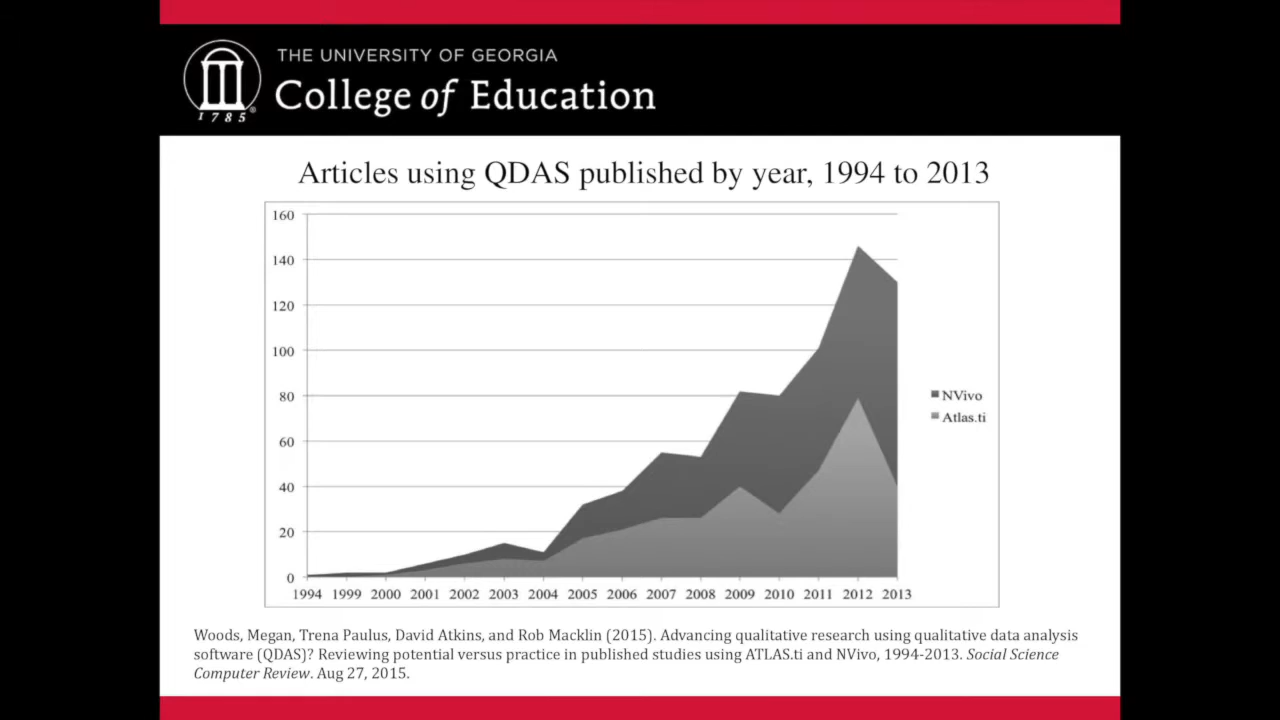 THE UNIVERSITY OF GEORGIA
College of Education
1785
Articles using QDAS published by year, 1994 to 2013
160
140
120
100
80
60
40
20
0
1994 1999 2000 2001 2002 2003 2004 2005 2006 2007 2008 2009 2010 2011 2012 2013
NVivo
Atlas.ti
Woods, Megan, Trena Paulus, David Atkins, and Rob Macklin (2015). Advancing qualitative research using qualitative data analysis
software (QDAS)? Reviewing potential versus practice in published studies using ATLAS.ti and NVivo, 1994-2013. Social Science
Computer Review. Aug 27, 2015.